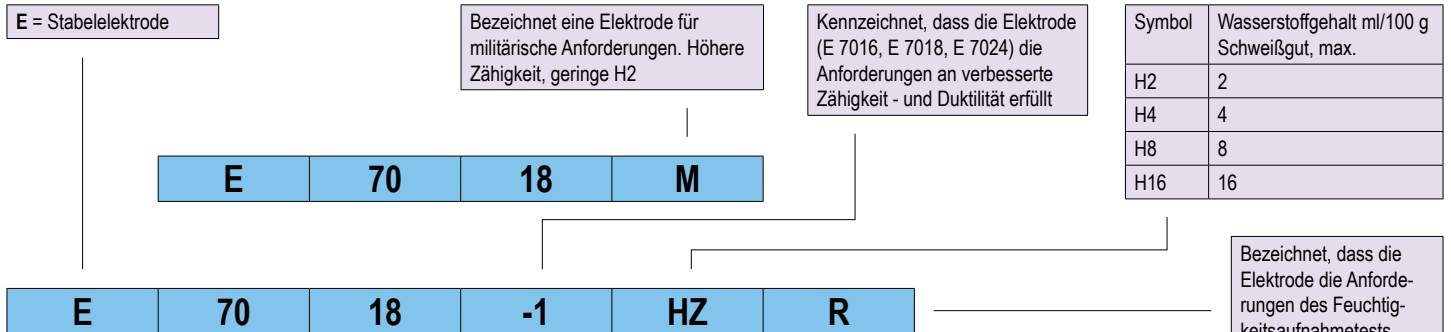 E = Stabelelektrode
Bezeichnet eine Elektrode für
militärische Anforderungen. Höhere
Zähigkeit, geringe H2
Kennzeichnet, dass die Elektrode
(E 7016, E 7018, E 7024) die
Anforderungen an verbesserte
Zähigkeit - und Duktilität erfüllt
Symbol Wasserstoffgehalt ml/100 g
Schweißgut, max.
H2 2
H4 4
H8 8
H16 16
E 70 18 M
Bezeichnet, dass die
Elektrode die Anforde-
rungen des Feuchtig-
keitsaufnahmetests
E 70 18 -1 HZ R